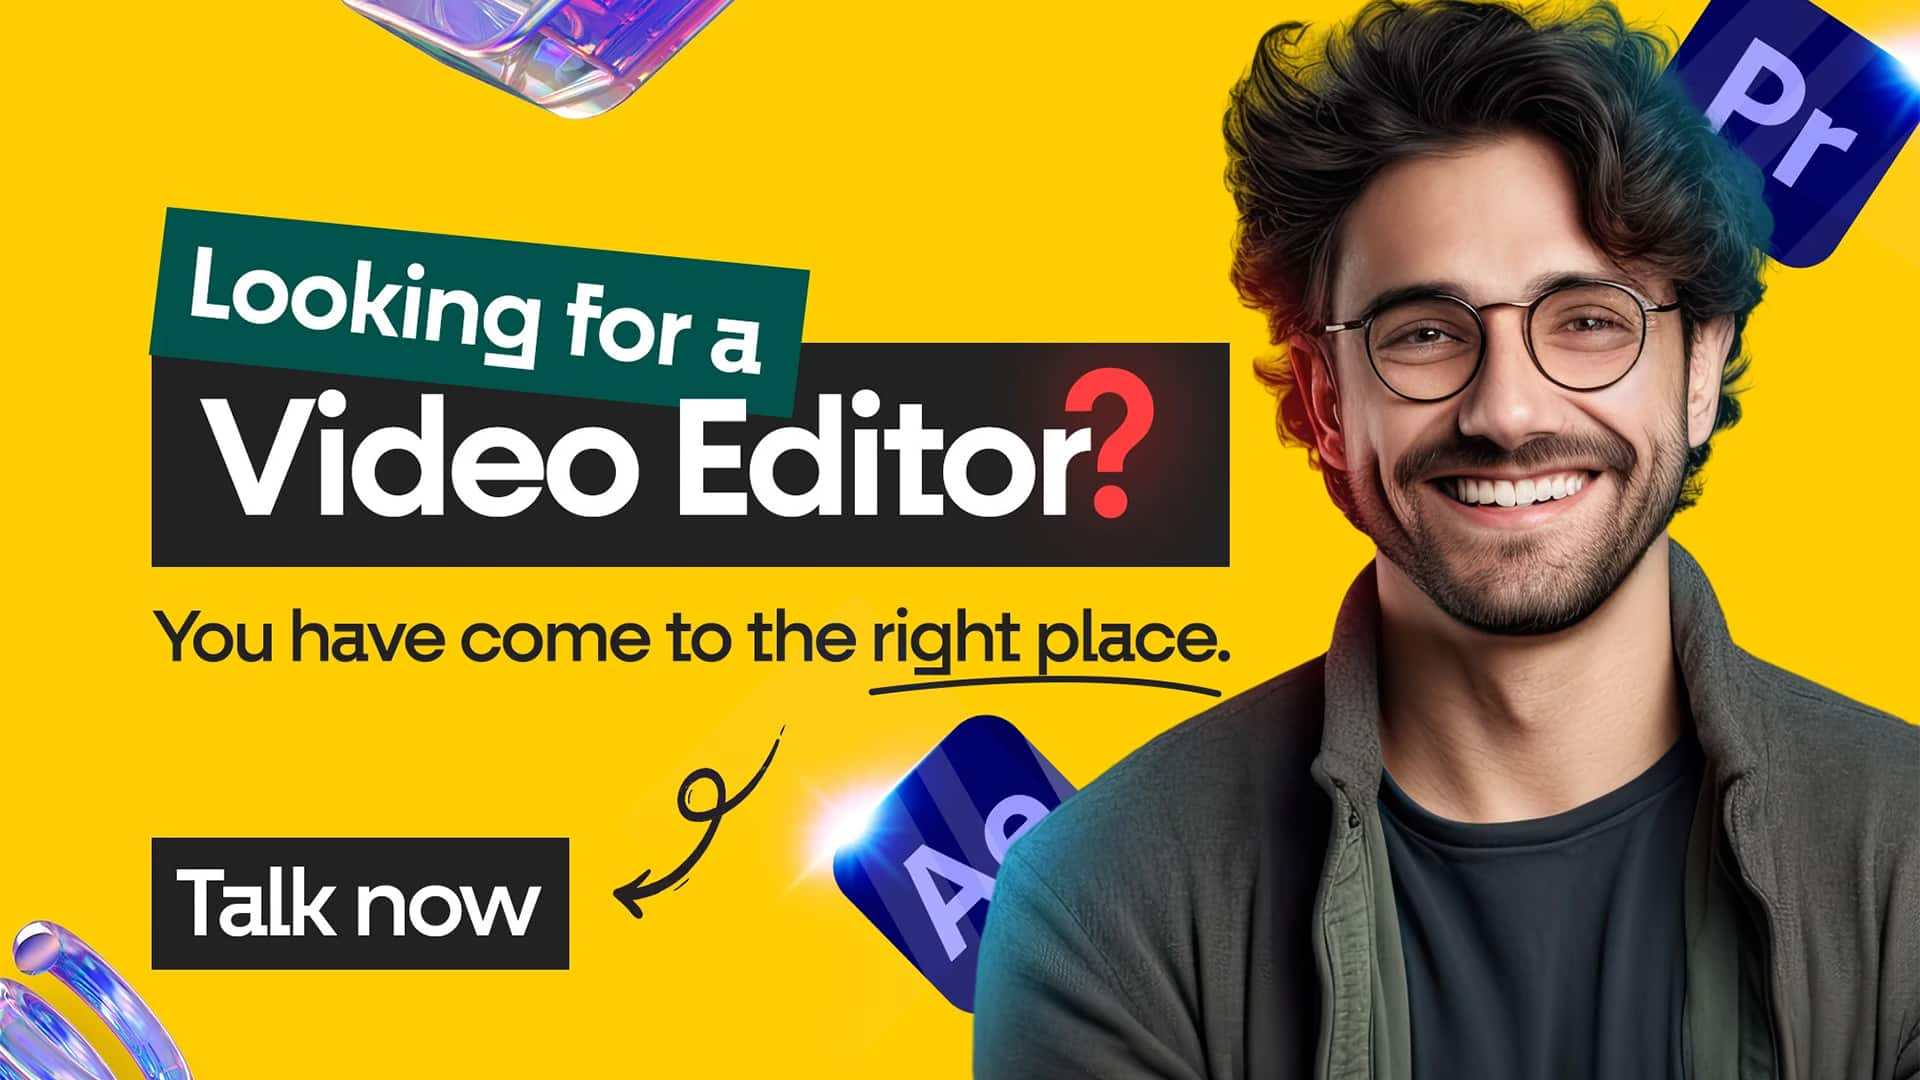 Looking for a
Video Editor?
You have come to the right place.
Talk now
Pr
Ae